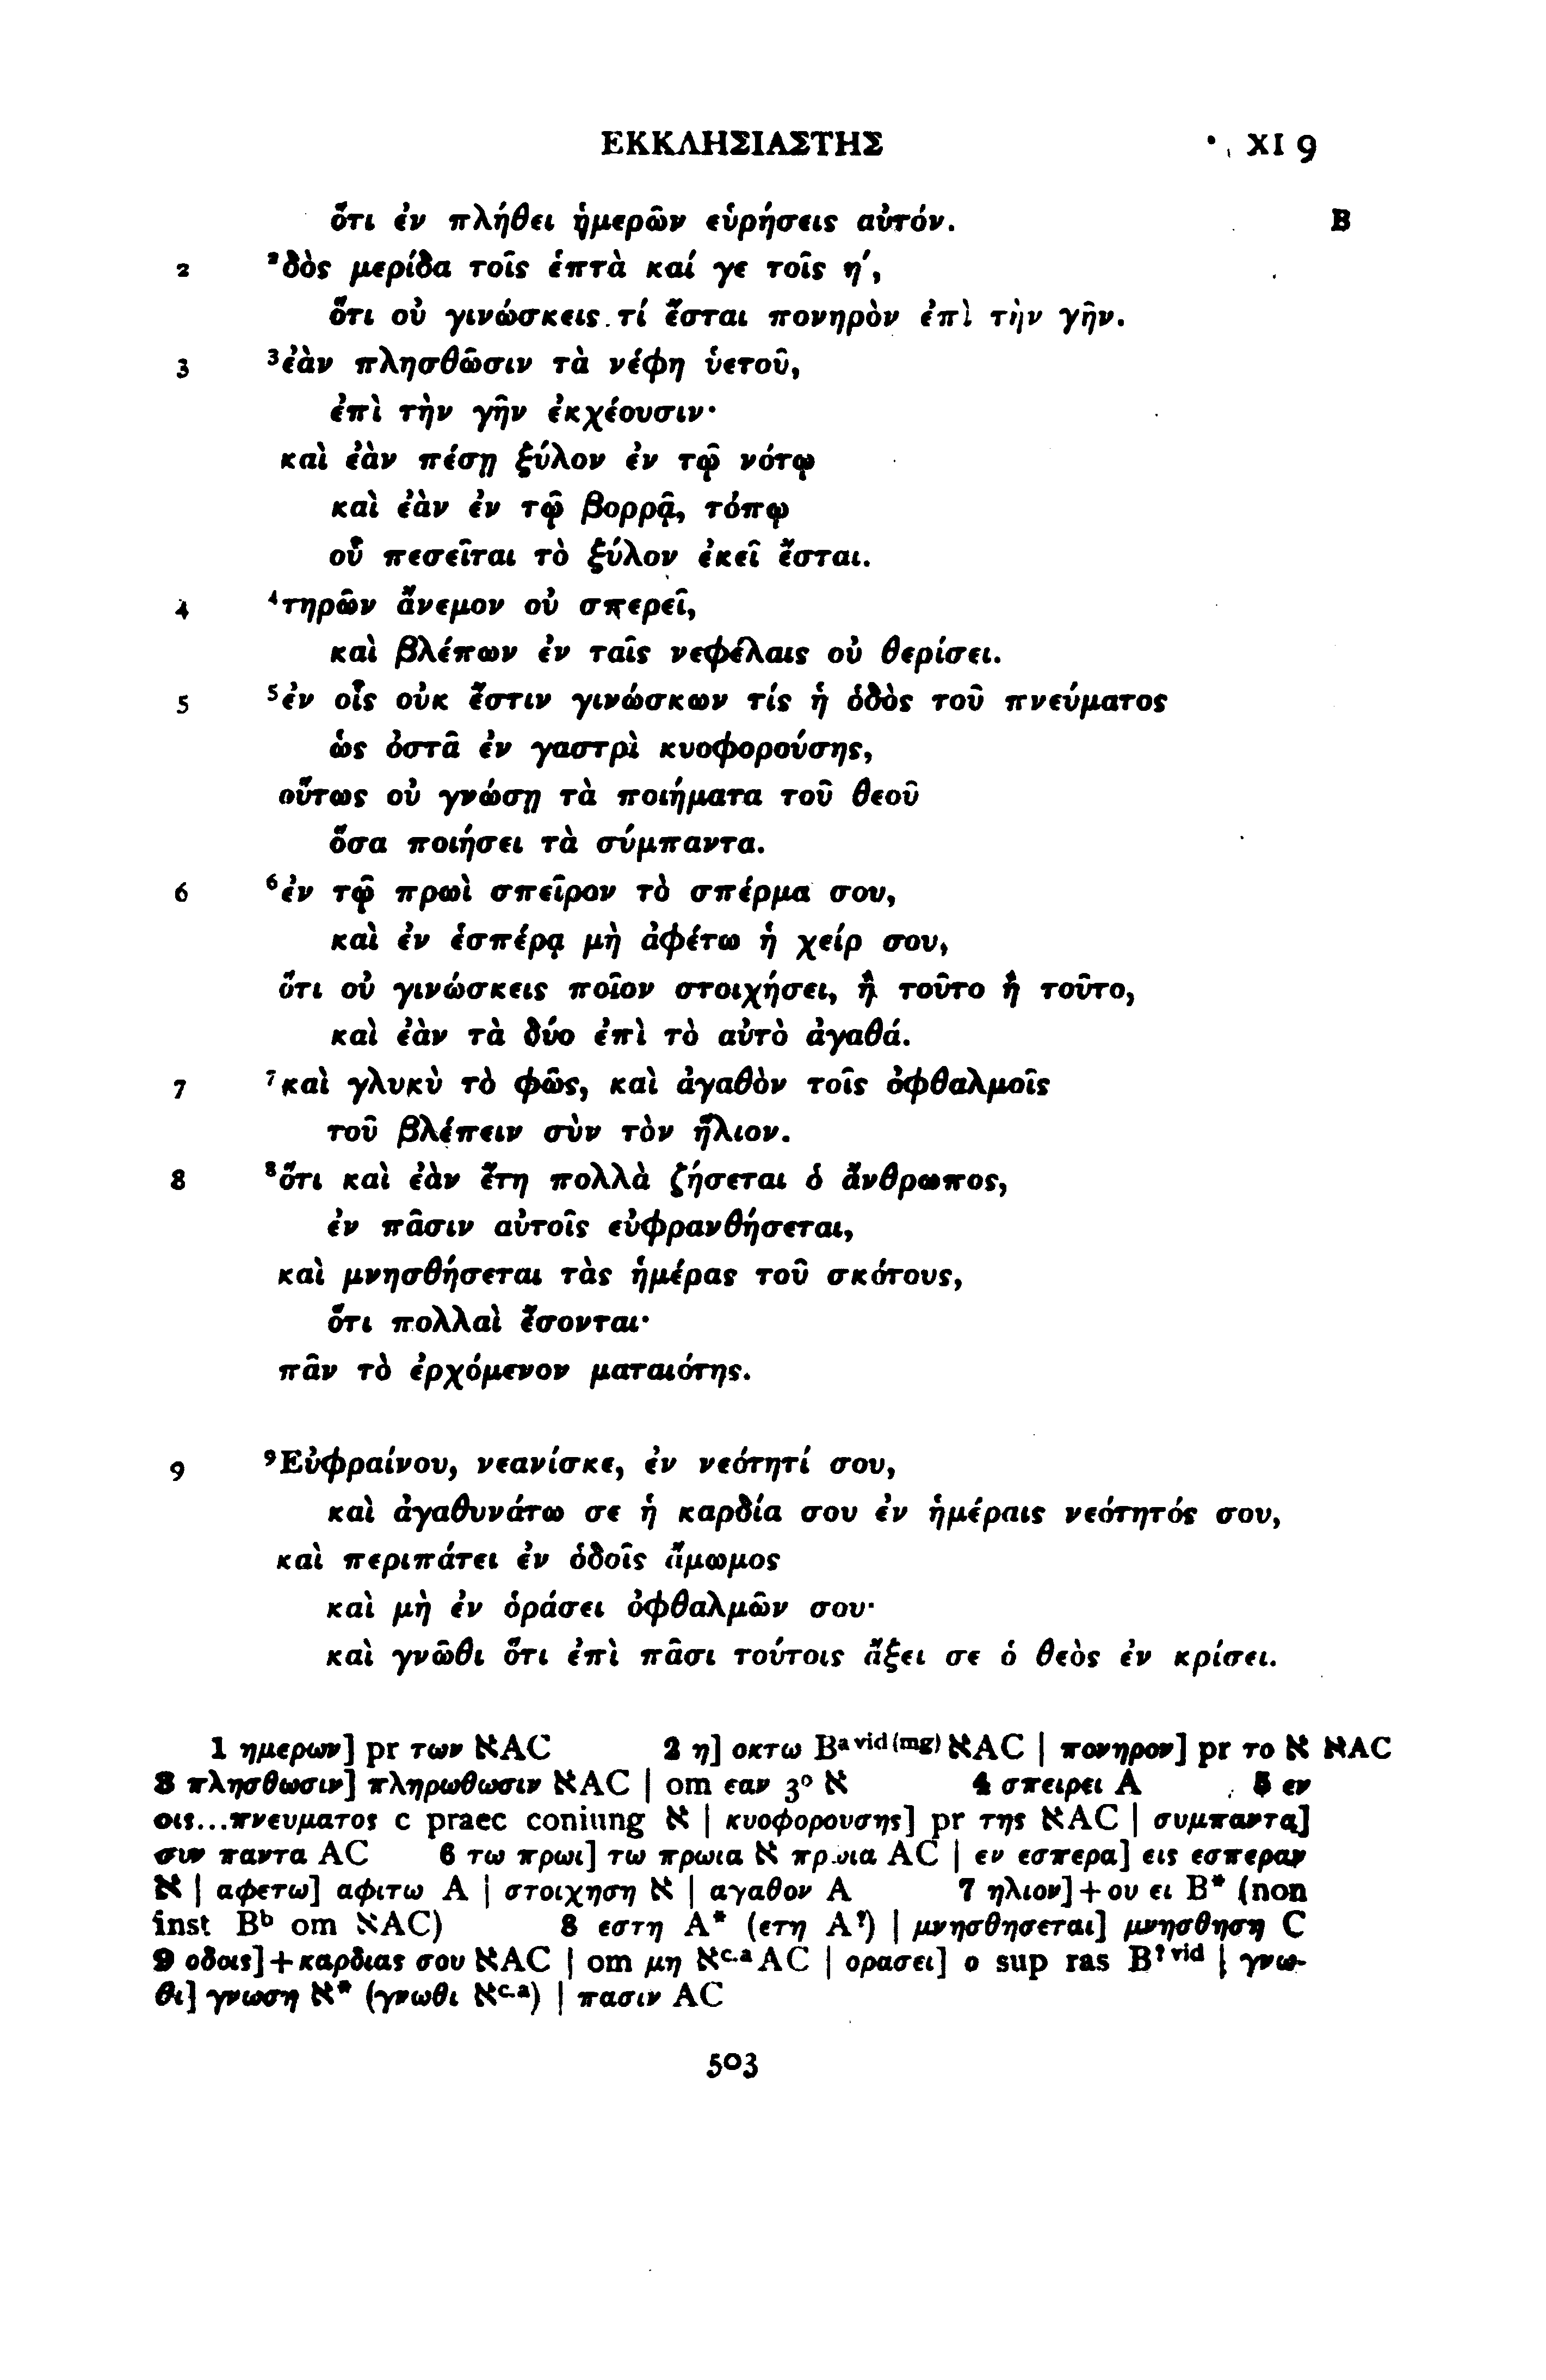 ΕΚΚΛΗΣΙΑΣΤΗΣ XI 9
ὅτι ἐν πλήθει ἡμερῶν εὑρήσεις αὐτόν. B
2 ²δὸς μερίδα τοῖς ἑπτὰ καί γε τοῖς η΄,
ὅτι οὐ γινώσκεις τί ἔσται πονηρὸν ἐπὶ τὴν γῆν.
3 ³ἐὰν πλησθῶσιν τὰ νέφη ὑετοῦ,
ἐπὶ τὴν γῆν ἐκχέουσιν·
καὶ ἐὰν πέσῃ ξύλον ἐν τῷ νότῳ
καὶ ἐὰν ἐν τῷ βορρᾷ, τόπῳ
οὗ πεσεῖται τὸ ξύλον ἐκεῖ ἔσται.
4 ⁴τηρῶν ἄνεμον οὐ σπερεῖ,
καὶ βλέπων ἐν ταῖς νεφέλαις οὐ θερίσει.
5 ⁵ἐν οἷς οὐκ ἔστιν γινώσκων τίς ἡ ὁδὸς τοῦ πνεύματος
ὡς ὀστᾶ ἐν γαστρὶ κυοφορούσης,
οὕτως οὐ γνώσῃ τὰ ποιήματα τοῦ θεοῦ
ὅσα ποιήσει τὰ σύμπαντα.
6 ⁶ἐν τῷ πρωὶ σπεῖρον τὸ σπέρμα σου,
καὶ ἐν ἑσπέρᾳ μὴ ἀφέτω ἡ χείρ σου,
ὅτι οὐ γινώσκεις ποῖον στοιχήσει, ἢ τοῦτο ἢ τοῦτο,
καὶ ἐὰν τὰ δύο ἐπὶ τὸ αὐτὸ ἀγαθά.
7 ⁷καὶ γλυκὺ τὸ φῶς, καὶ ἀγαθὸν τοῖς ὀφθαλμοῖς
τοῦ βλέπειν σὺν τὸν ἥλιον.
8 ⁸ὅτι καὶ ἐὰν ἔτη πολλὰ ζήσεται ὁ ἄνθρωπος,
ἐν πᾶσιν αὐτοῖς εὐφρανθήσεται,
καὶ μνησθήσεται τὰς ἡμέρας τοῦ σκότους,
ὅτι πολλαὶ ἔσονται·
πᾶν τὸ ἐρχόμενον ματαιότης.
9 ⁹Εὐφραίνου, νεανίσκε, ἐν νεότητί σου,
καὶ ἀγαθυνάτω σε ἡ καρδία σου ἐν ἡμέραις νεότητός σου,
καὶ περιπάτει ἐν ὁδοῖς ἄμωμος
καὶ μὴ ἐν ὁράσει ὀφθαλμῶν σου·
καὶ γνῶθι ὅτι ἐπὶ πᾶσι τούτοις ἄξει σε ὁ θεὸς ἐν κρίσει.
1 ημερων] pr των ℵAC 2 η] οκτω Bᵃ ᵛⁱᵈ ⁽ᵐᵍ⁾ ℵAC | πονηρον] pr το ℵ ℵAC
3 πλησθωσιν] πληρωθωσιν ℵAC | om εαν 3º ℵ 4 σπειρει A 5 εν
οις...πνευματος c praec coniung ℵ | κυοφορουσης] pr της ℵAC | συμπαντα]
συν παντα AC 6 τω πρωι] τω πρωια ℵ πρωια AC | εν εσπερα] εις εσπεραν
ℵ | αφετω] αφιτω A | στοιχηση ℵ | αγαθον A 7 ηλιον] + ου ει B* (non
inst Bᵇ om ℵAC) 8 εστη A* (ετη A?) | μνησθησεται] μνησθηση C
9 οδοις] + καρδιας σου ℵAC | om μη ℵᶜ·ᵃ AC | ορασει] ο sup ras B? ᵛⁱᵈ | γνω-
θι] γνωση ℵ* (γνωθι ℵᶜ·ᵃ) | πασιν AC
503